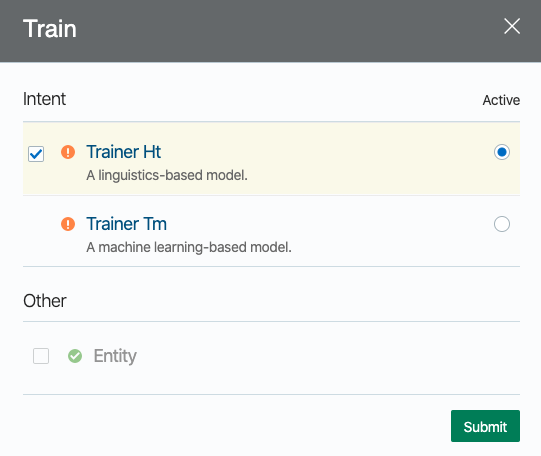 Train
Intent
Active
Trainer Ht
A linguistics-based model.
Trainer Tm
A machine learning-based model.
Other
Entity
Submit